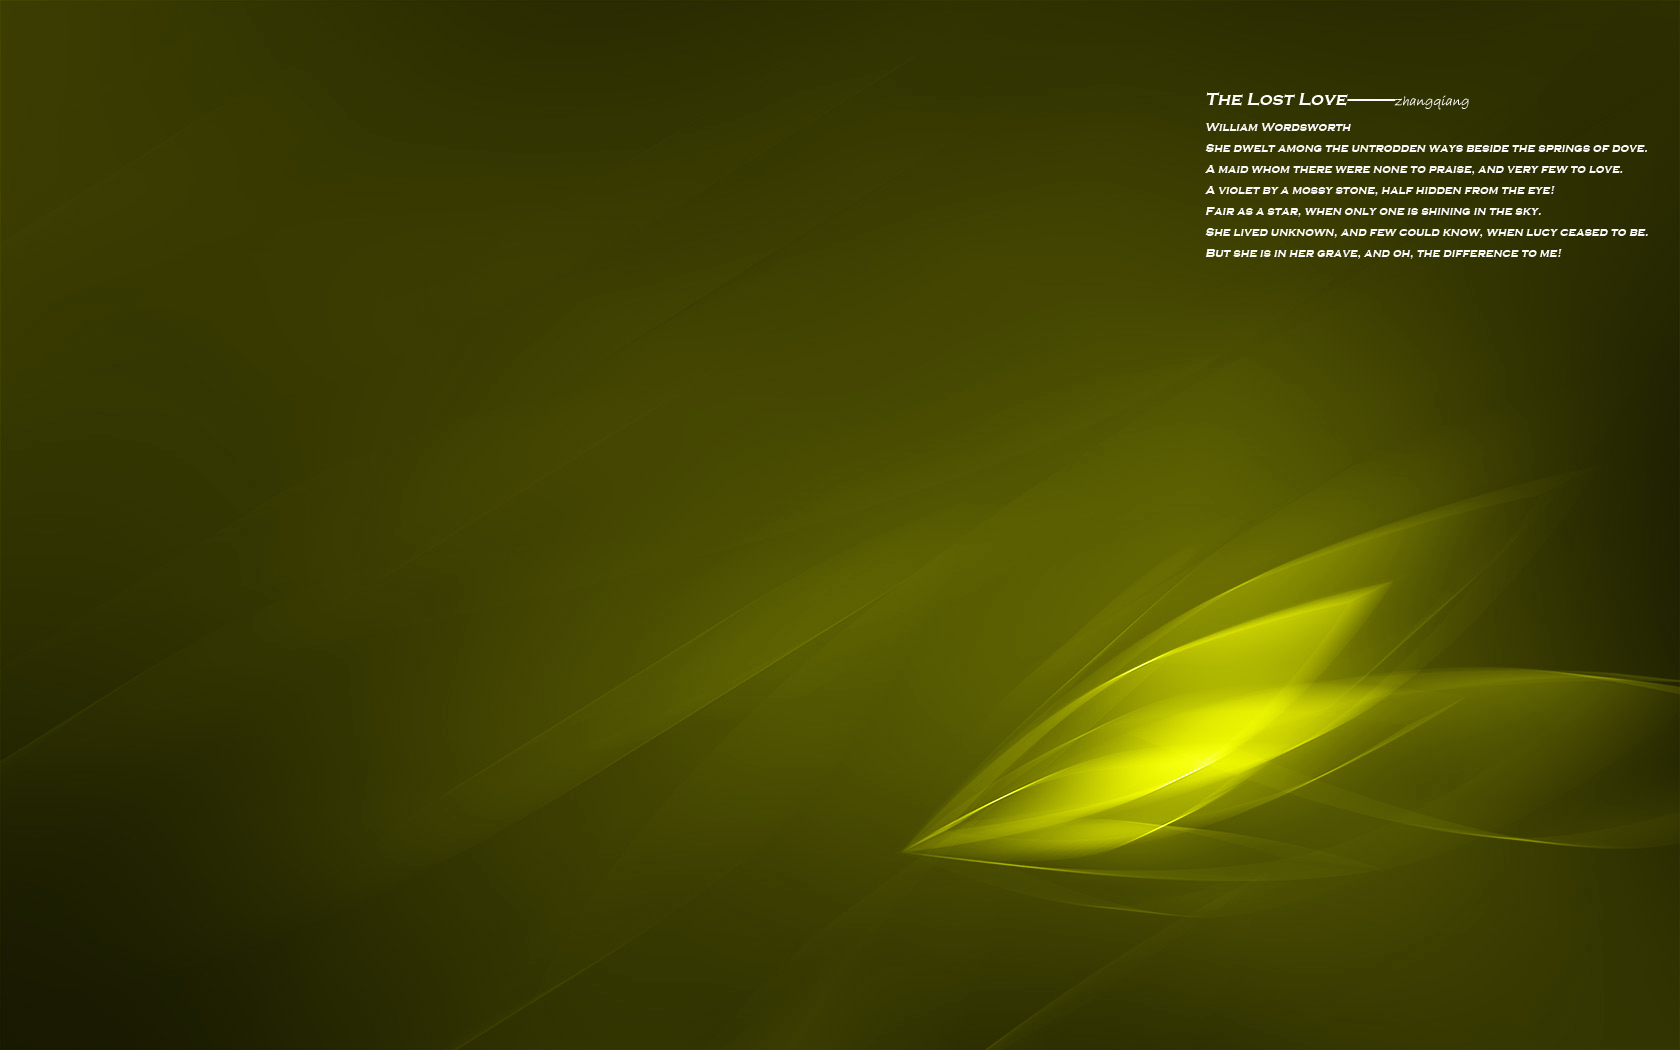 The Lost Love———zhangqiang
William Wordsworth
She dwelt among the untrodden ways beside the springs of dove.
A maid whom there were none to praise, and very few to love.
A violet by a mossy stone, half hidden from the eye!
Fair as a star, when only one is shining in the sky.
She lived unknown, and few could know, when lucy ceased to be.
But she is in her grave, and oh, the difference to me!